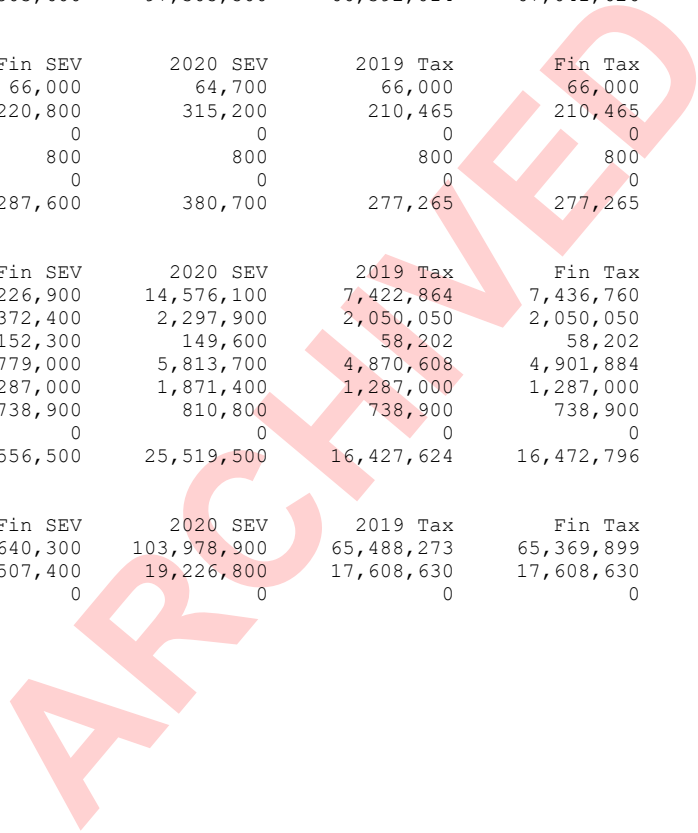 Fin SEV 2020 SEV 2019 Tax Fin Tax
66,000 64,700 66,000 66,000
220,800 315,200 210,465 210,465
0 0 0 0
800 800 800 800
0 0 0 0
287,600 380,700 277,265 277,265
Fin SEV 2020 SEV 2019 Tax Fin Tax
226,900 14,576,100 7,422,864 7,436,760
372,400 2,297,900 2,050,050 2,050,050
152,300 149,600 58,202 58,202
779,000 5,813,700 4,870,608 4,901,884
287,000 1,871,400 1,287,000 1,287,000
738,900 810,800 738,900 738,900
0 0 0 0
556,500 25,519,500 16,427,624 16,472,796
Fin SEV 2020 SEV 2019 Tax Fin Tax
640,300 103,978,900 65,488,273 65,369,899
507,400 19,226,800 17,608,630 17,608,630
0 0 0 0
ARCHIVED